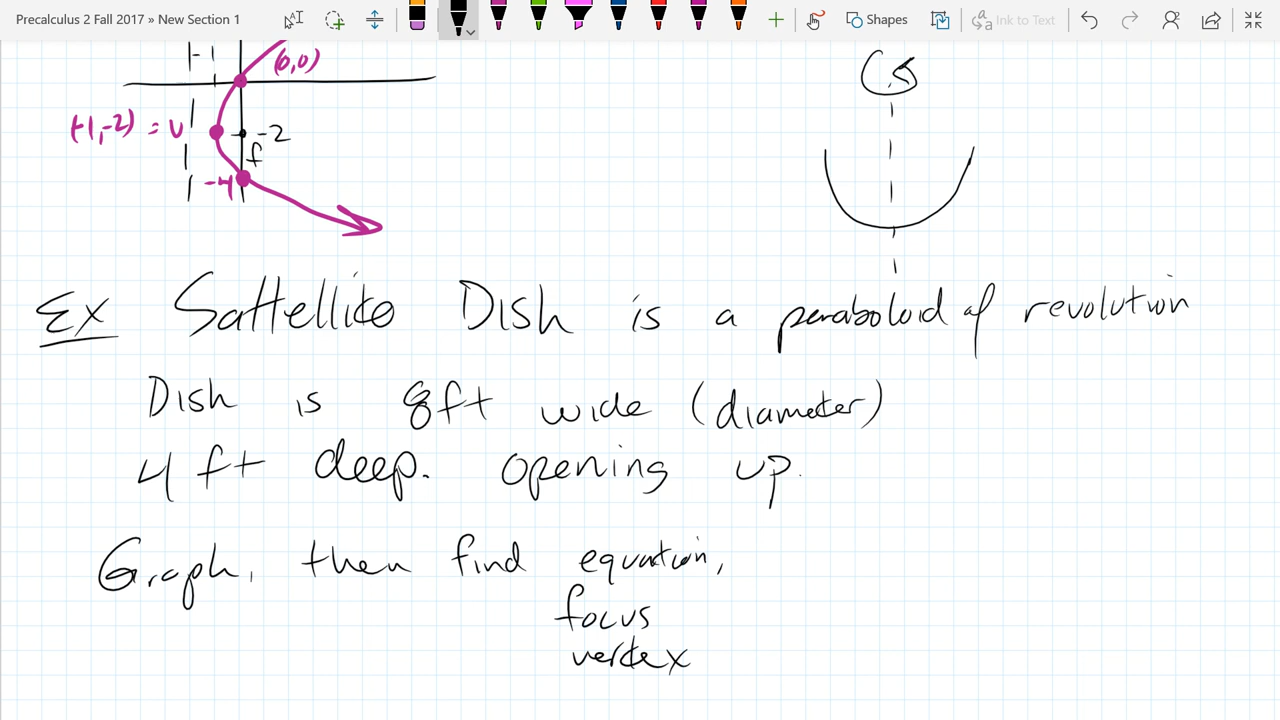 Precalculus 2 Fall 2017 » New Section 1
Shapes
Ink to Text
-1
(0,0)
(-1,-2) = V
-2
f
-4
Ex Sattellite Dish is a paraboloid of revolution
Dish is 8ft wide (diameter)
4 ft deep. opening up.
Graph, then find equation,
focus
vertex